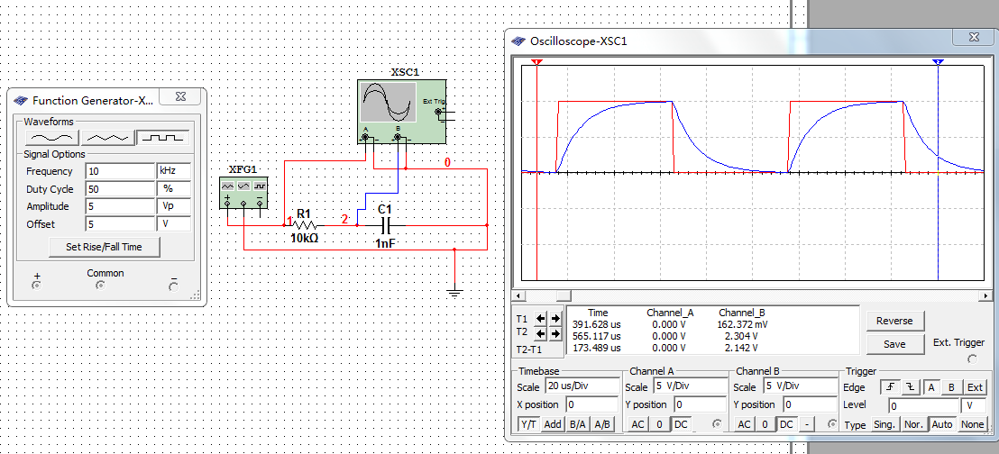 Function Generator-X...
Waveforms
Signal Options
Frequency 10 kHz
Duty Cycle 50 %
Amplitude 5 Vp
Offset 5 V
Set Rise/Fall Time
+ Common −
XSC1
Ext Trig
A B
XFG1
0
1 R1 2 C1
10kΩ 1nF
Oscilloscope-XSC1
1 2
Time Channel_A Channel_B
T1 391.628 us 0.000 V 162.372 mV
T2 565.117 us 0.000 V 2.304 V
T2-T1 173.489 us 0.000 V 2.142 V
Reverse
Save
Ext. Trigger
Timebase Channel A Channel B Trigger
Scale 20 us/Div Scale 5 V/Div Scale 5 V/Div Edge A B Ext
X position 0 Y position 0 Y position 0 Level 0 V
Y/T Add B/A A/B AC 0 DC AC 0 DC - Type Sing. Nor. Auto None